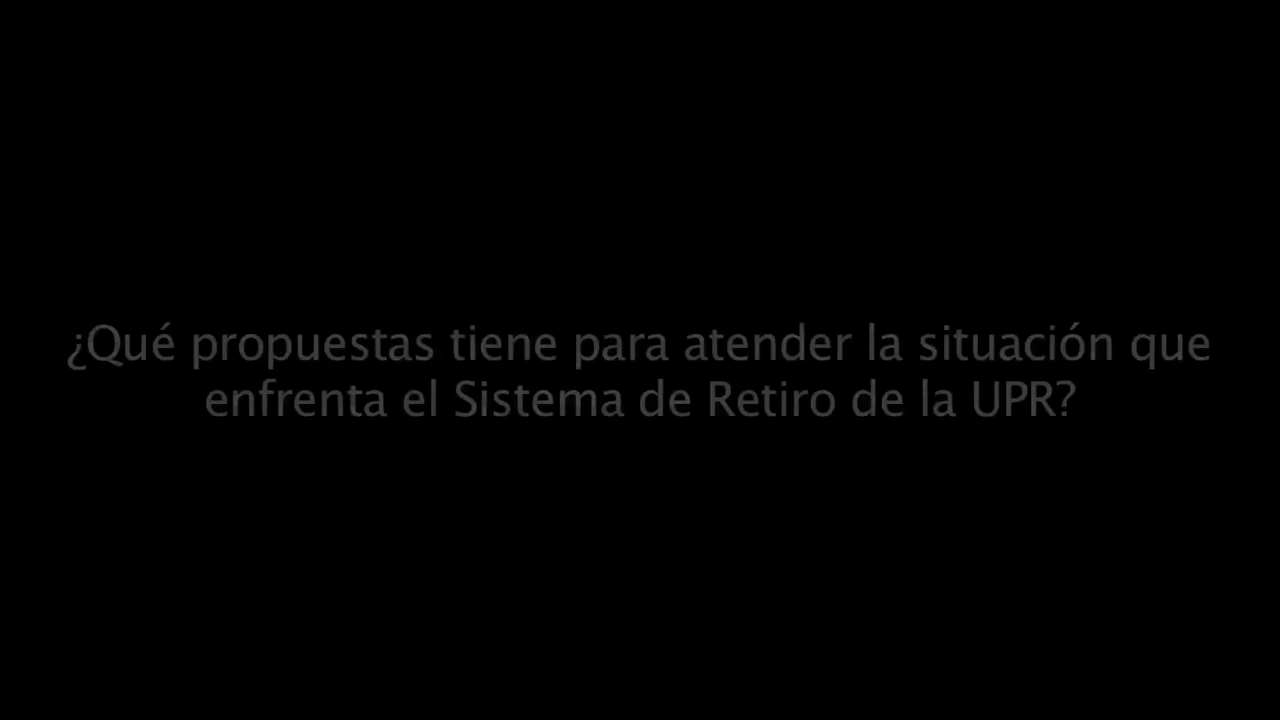 ¿Qué propuestas tiene para atender la situación que
enfrenta el Sistema de Retiro de la UPR?